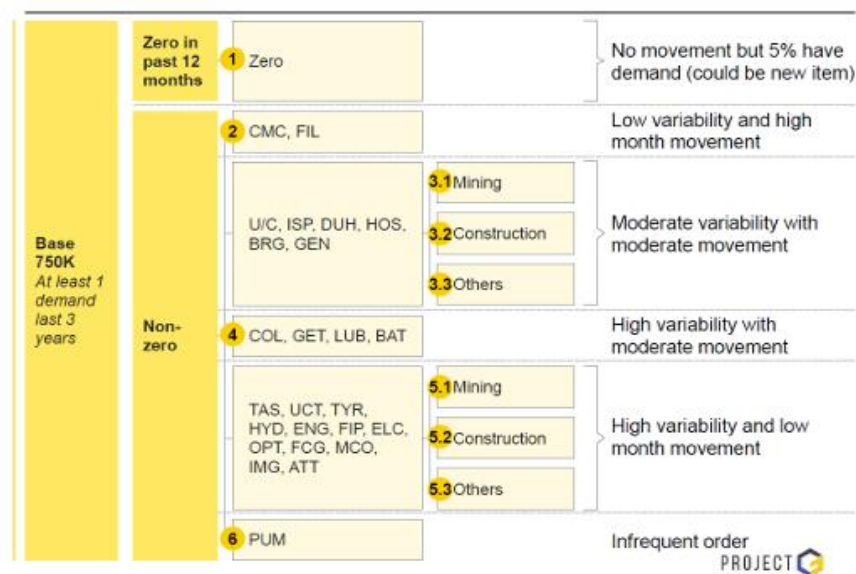 Base
750K
At least 1
demand
last 3
years
Zero in
past 12
months
1 Zero
No movement but 5% have
demand (could be new item)
Non-
zero
2 CMC, FIL
Low variability and high
month movement
U/C, ISP, DUH, HOS,
BRG, GEN
3.1 Mining
3.2 Construction
3.3 Others
Moderate variability with
moderate movement
4 COL, GET, LUB, BAT
High variability with
moderate movement
TAS, UCT, TYR,
HYD, ENG, FIP, ELC,
OPT, FCG, MCO,
IMG, ATT
5.1 Mining
5.2 Construction
5.3 Others
High variability and low
month movement
6 PUM
Infrequent order
PROJECT